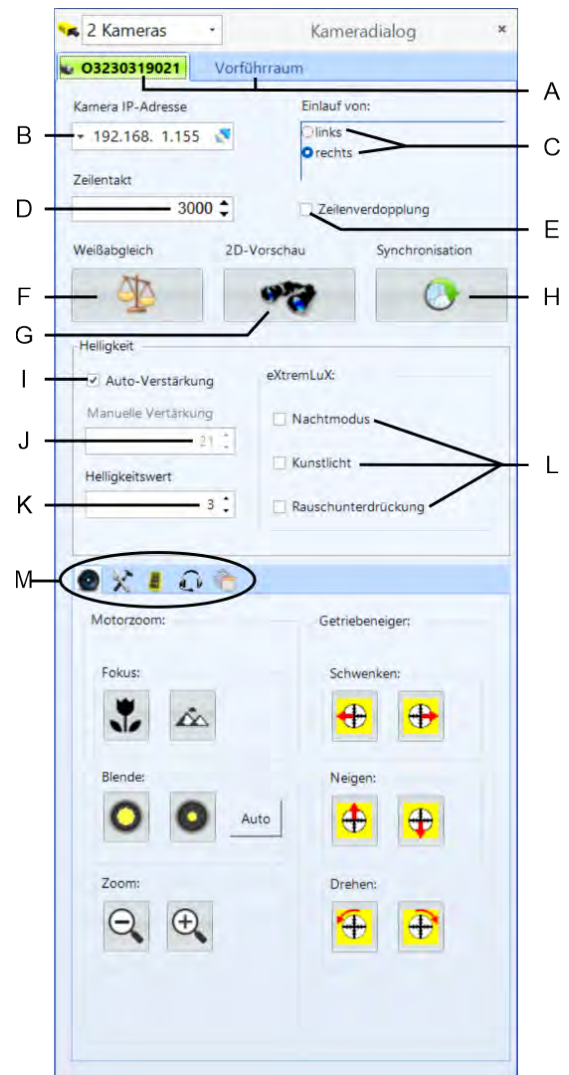 2 Kameras
Kameradialog
×
O3230319021
Vorführraum
A
Kamera IP-Adresse
Einlauf von:
B
192.168. 1.155
links
rechts
C
Zeilentakt
D
3000
Zeilenverdopplung
E
Weißabgleich
2D-Vorschau
Synchronisation
F
G
H
Helligkeit
I
Auto-Verstärkung
eXtremLuX:
Manuelle Vertärkung
Nachtmodus
J
21
Kunstlicht
L
Helligkeitswert
K
3
Rauschunterdrückung
M
Motorzoom:
Getriebeneiger:
Fokus:
Schwenken:
Blende:
Neigen:
Auto
Zoom:
Drehen: